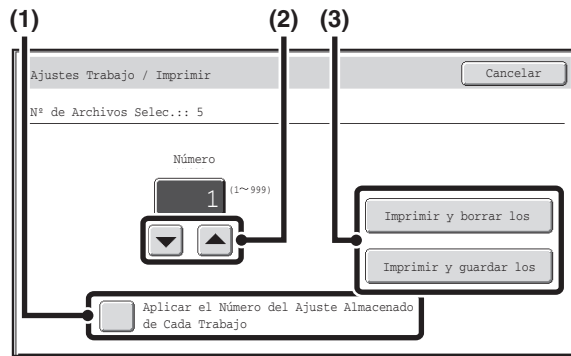 (1) (2) (3)
Ajustes Trabajo / Imprimir Cancelar
Nº de Archivos Selec.:: 5
Número
1 (1～999)
Imprimir y borrar los
Imprimir y guardar los
Aplicar el Número del Ajuste Almacenado
de Cada Trabajo